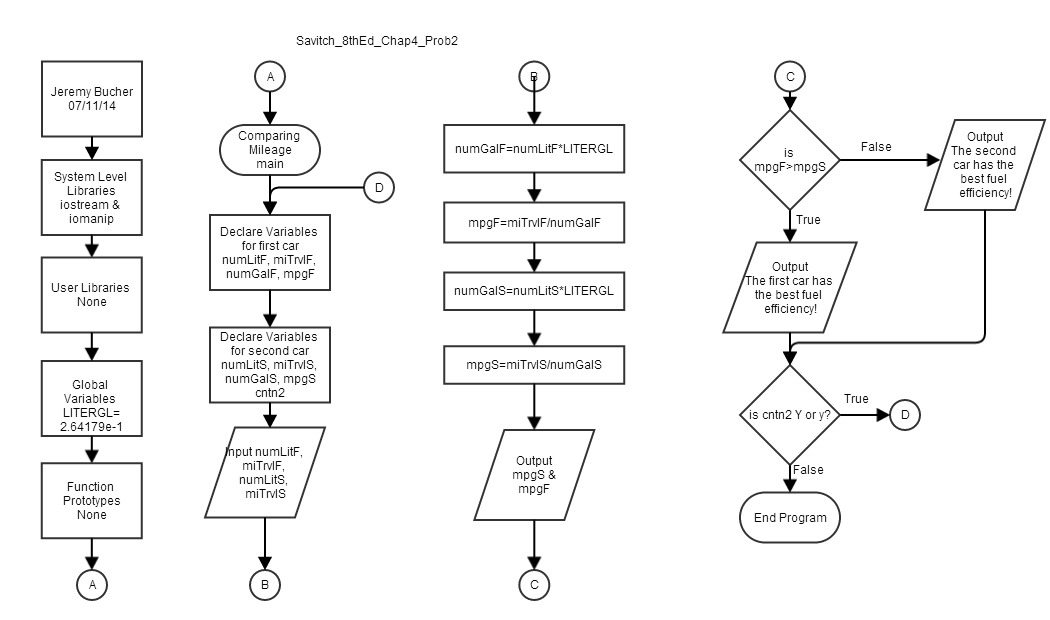 Savitch_8thEd_Chap4_Prob2
Jeremy Bucher
07/11/14
System Level
Libraries
iostream &
iomanip
User Libraries
None
Global
Variables
LITERGL=
2.64179e-1
Function
Prototypes
None
A
A
Comparing
Mileage
main
D
Declare Variables
for first car
numLitF, miTrvlF,
numGalF, mpgF
Declare Variables
for second car
numLitS, miTrvlS,
numGalS, mpgS
cntn2
Input numLitF,
miTrvlF,
numLitS,
miTrvlS
B
B
numGalF=numLitF*LITERGL
mpgF=miTrvlF/numGalF
numGalS=numLitS*LITERGL
mpgS=miTrvlS/numGalS
Output
mpgS &
mpgF
C
C
is
mpgF>mpgS
False
Output
The second
car has the
best fuel
efficiency!
True
Output
The first car has
the best fuel
efficiency!
is cntn2 Y or y?
True
D
False
End Program